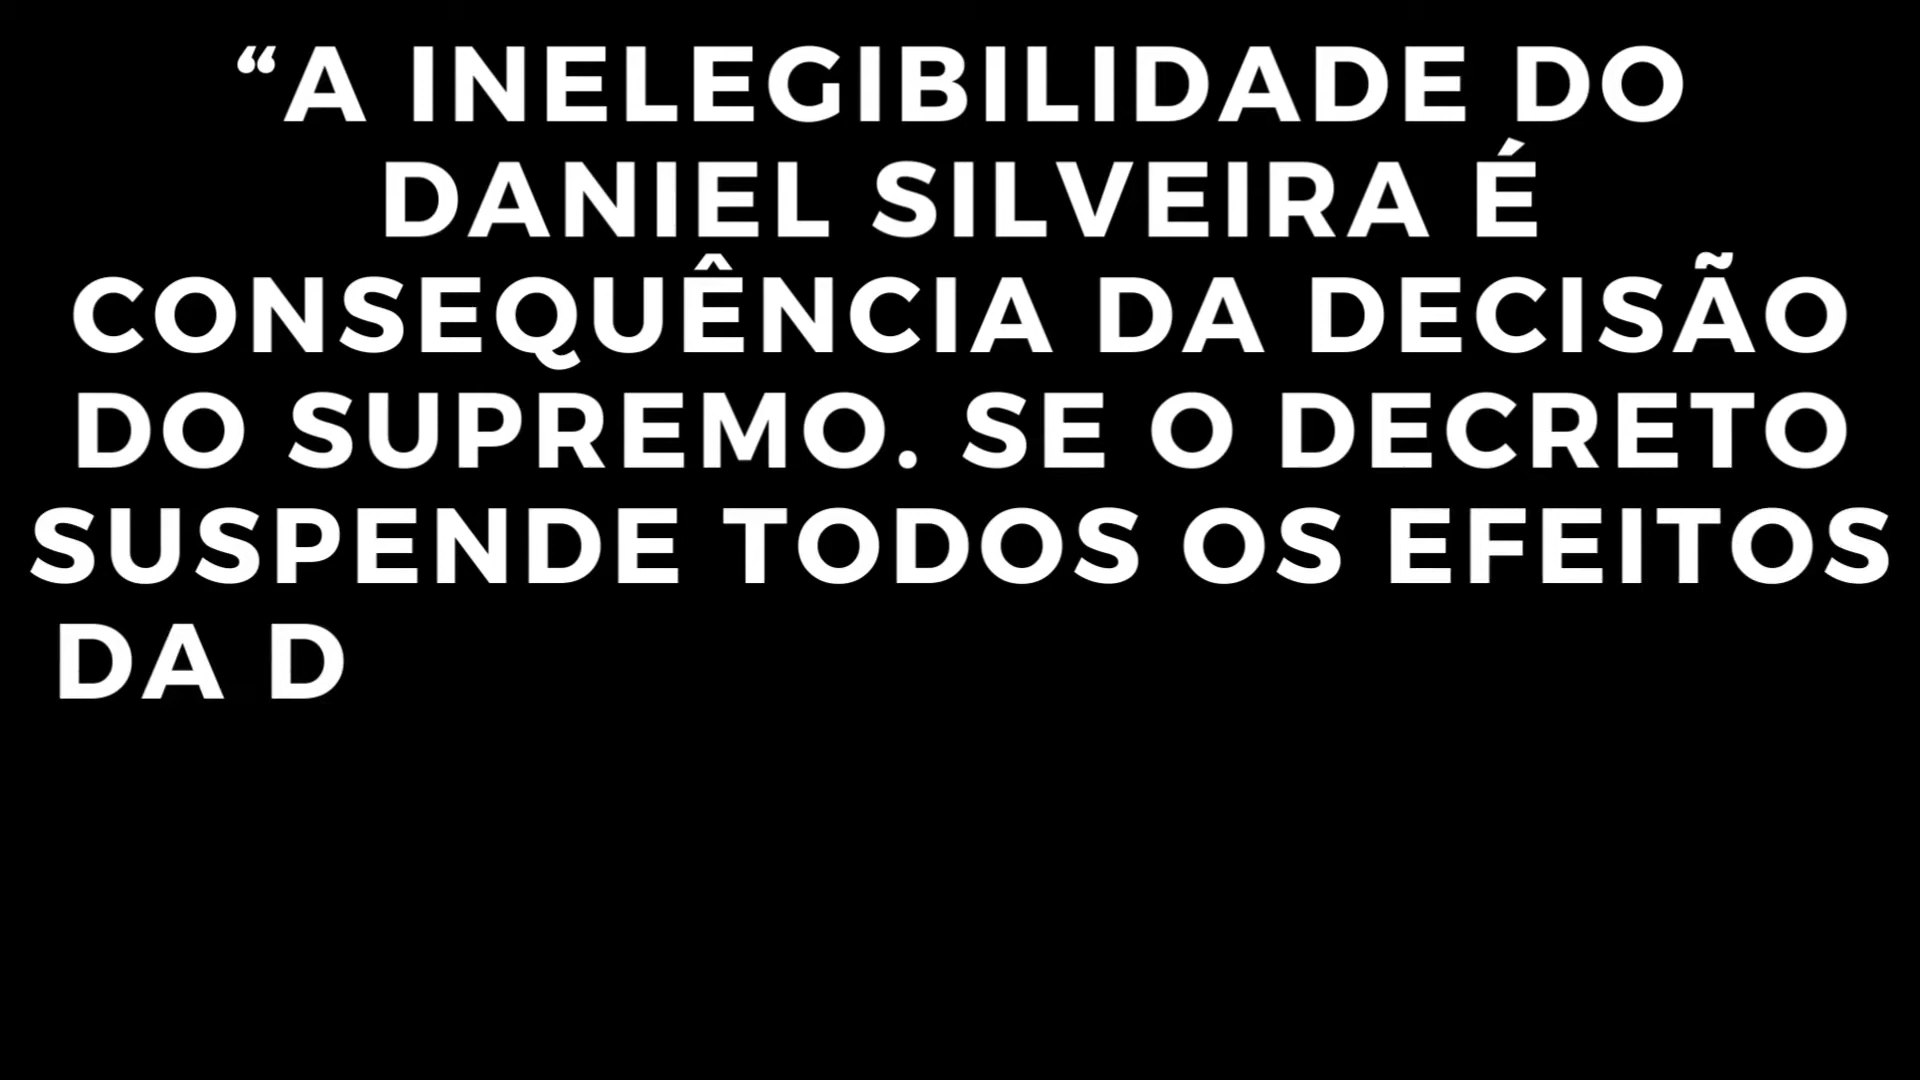 “A INELEGIBILIDADE DO
DANIEL SILVEIRA É
CONSEQUÊNCIA DA DECISÃO
DO SUPREMO. SE O DECRETO
SUSPENDE TODOS OS EFEITOS
DA D